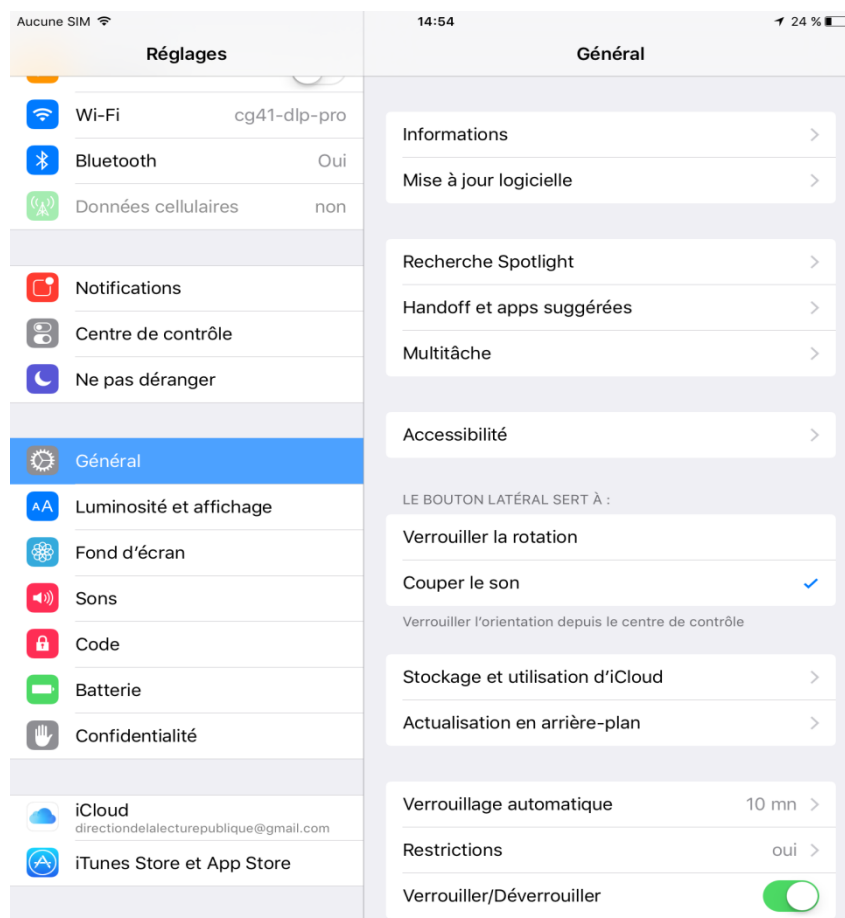 Aucune SIM 14:54 24 %
Réglages
Wi-Fi cg41-dlp-pro
Bluetooth Oui
Données cellulaires non
Notifications
Centre de contrôle
Ne pas déranger
Général
AA Luminosité et affichage
Fond d'écran
Sons
Code
Batterie
Confidentialité
iCloud
directiondelalecturepublique@gmail.com
iTunes Store et App Store
Général
Informations
Mise à jour logicielle
Recherche Spotlight
Handoff et apps suggérées
Multitâche
Accessibilité
LE BOUTON LATÉRAL SERT À :
Verrouiller la rotation
Couper le son
Verrouiller l'orientation depuis le centre de contrôle
Stockage et utilisation d'iCloud
Actualisation en arrière-plan
Verrouillage automatique 10 mn
Restrictions oui
Verrouiller/Déverrouiller